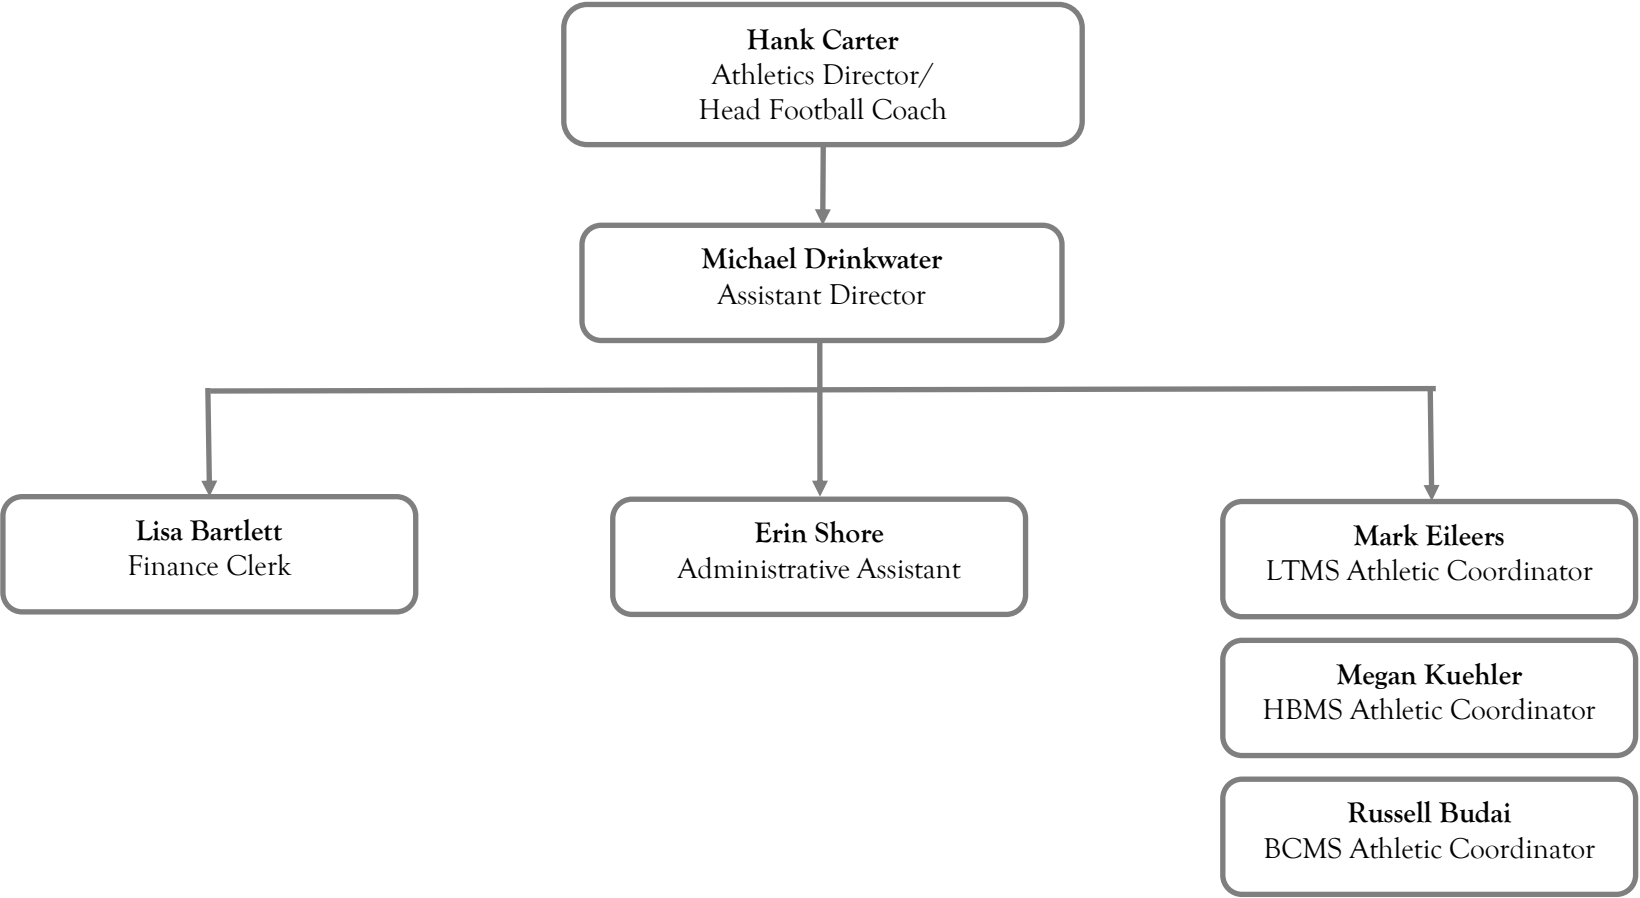 Hank Carter
Athletics Director/
Head Football Coach
Michael Drinkwater
Assistant Director
Lisa Bartlett
Finance Clerk
Erin Shore
Administrative Assistant
Mark Eileers
LTMS Athletic Coordinator
Megan Kuehler
HBMS Athletic Coordinator
Russell Budai
BCMS Athletic Coordinator